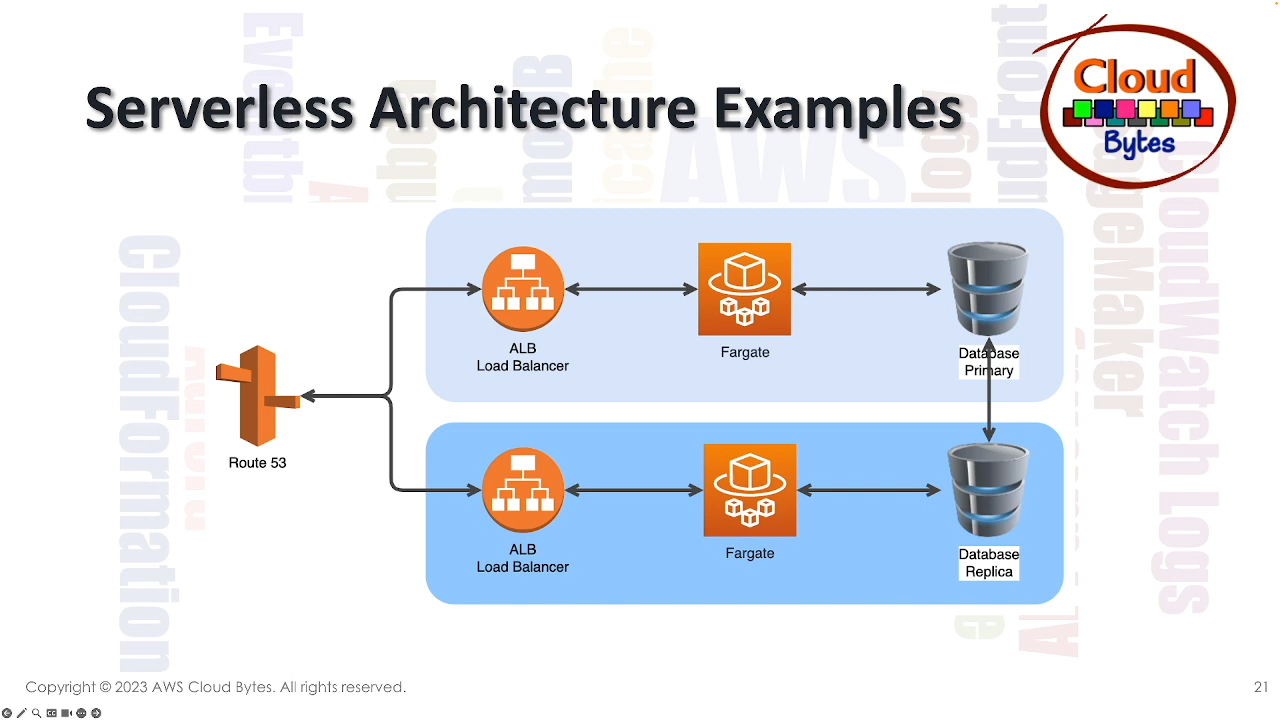 Serverless Architecture Examples
Cloud
Bytes
ALB
Load Balancer
Fargate
Database
Primary
Route 53
ALB
Load Balancer
Fargate
Database
Replica
CloudFormation
AWS
CloudWatch Logs
Copyright © 2023 AWS Cloud Bytes. All rights reserved.
21